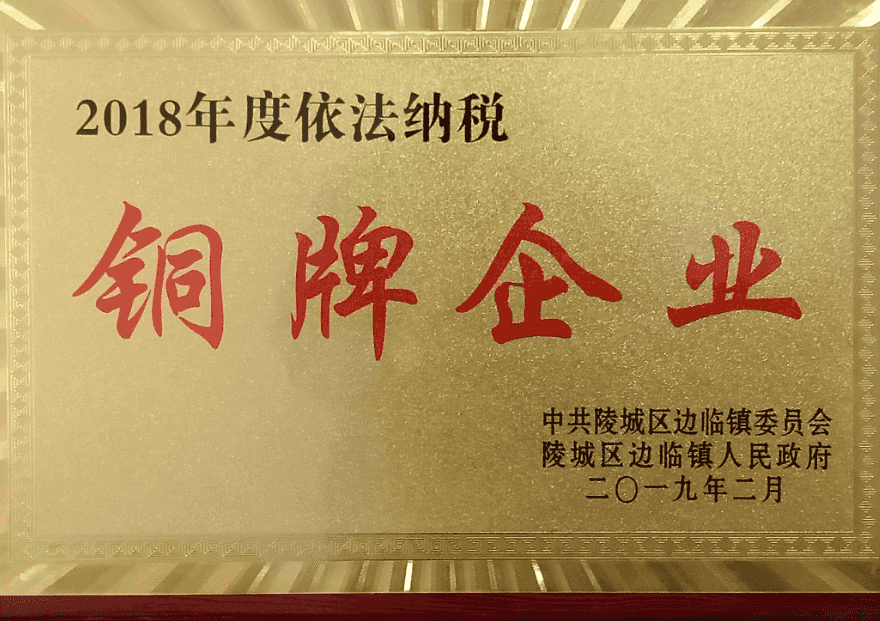 2018年度依法纳税
铜牌企业
中共陵城区边临镇委员会
陵城区边临镇人民政府
二〇一九年二月